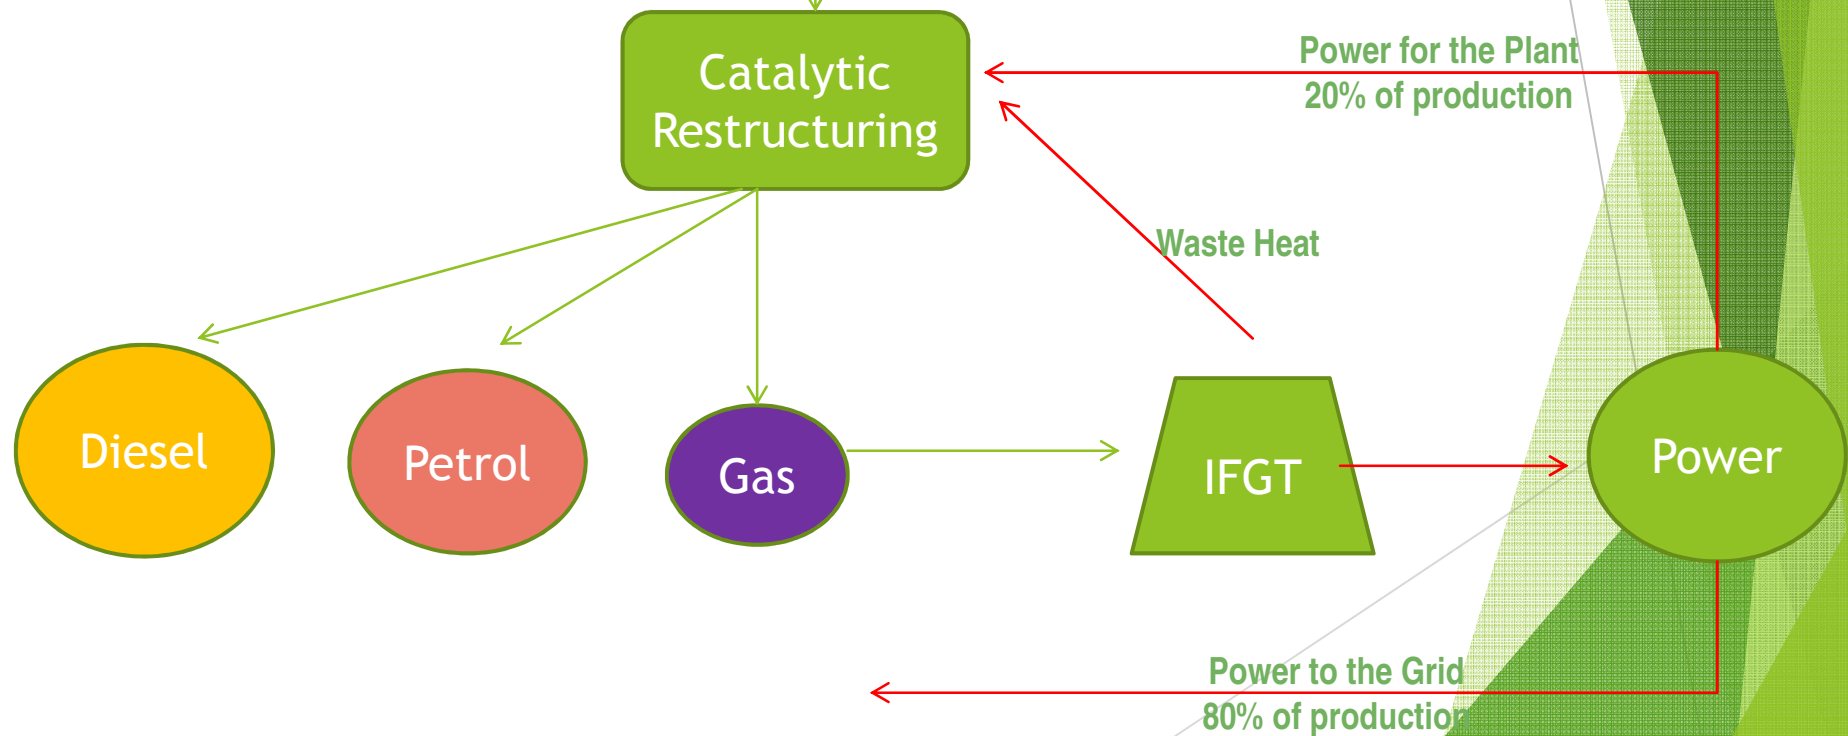 Catalytic
Restructuring
Power for the Plant
20% of production
Waste Heat
Diesel
Petrol
Gas
IFGT
Power
Power to the Grid
80% of production